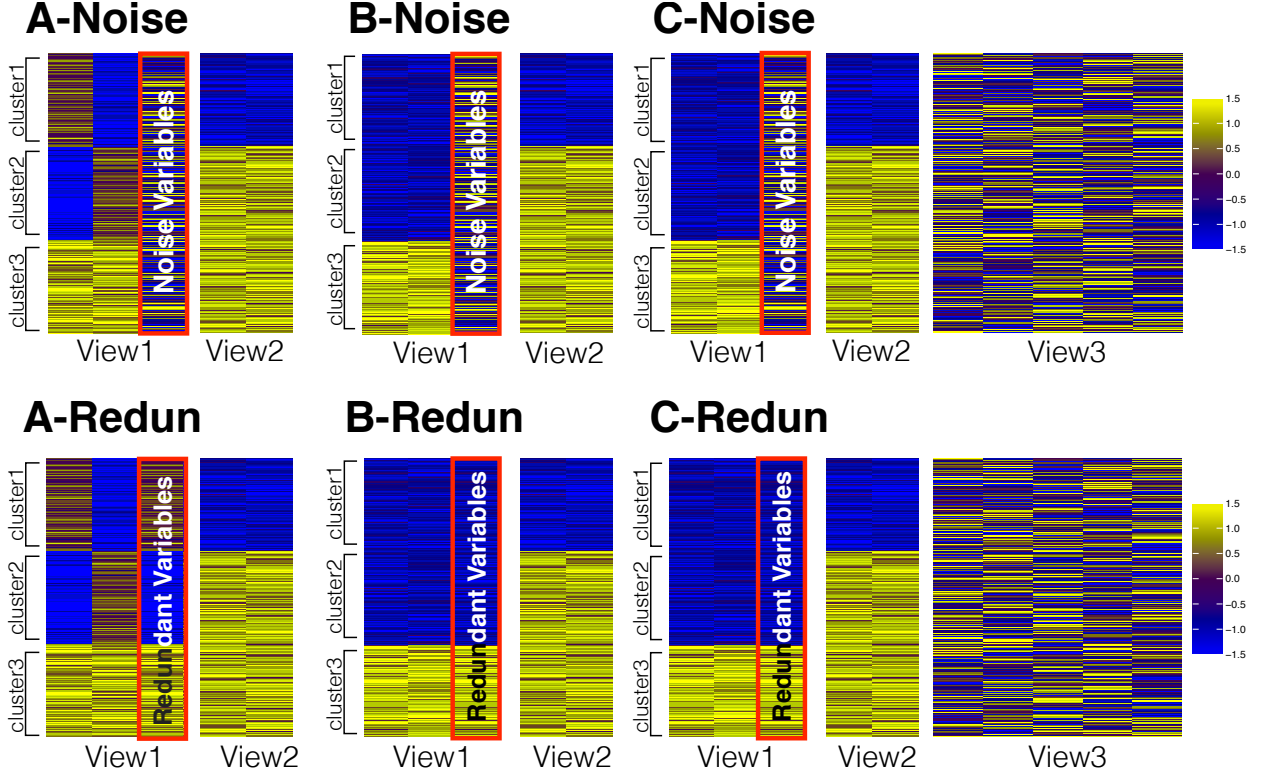 A-Noise
B-Noise
C-Noise
cluster1
cluster2
cluster3
Noise Variables
View1
View2
cluster1
cluster2
cluster3
Noise Variables
View1
View2
cluster1
cluster2
cluster3
Noise Variables
View1
View2
View3
1.5
1.0
0.5
0.0
−0.5
−1.0
−1.5
A-Redun
B-Redun
C-Redun
cluster1
cluster2
cluster3
Redundant Variables
View1
View2
cluster1
cluster2
cluster3
Redundant Variables
View1
View2
cluster1
cluster2
cluster3
Redundant Variables
View1
View2
View3
1.5
1.0
0.5
0.0
−0.5
−1.0
−1.5